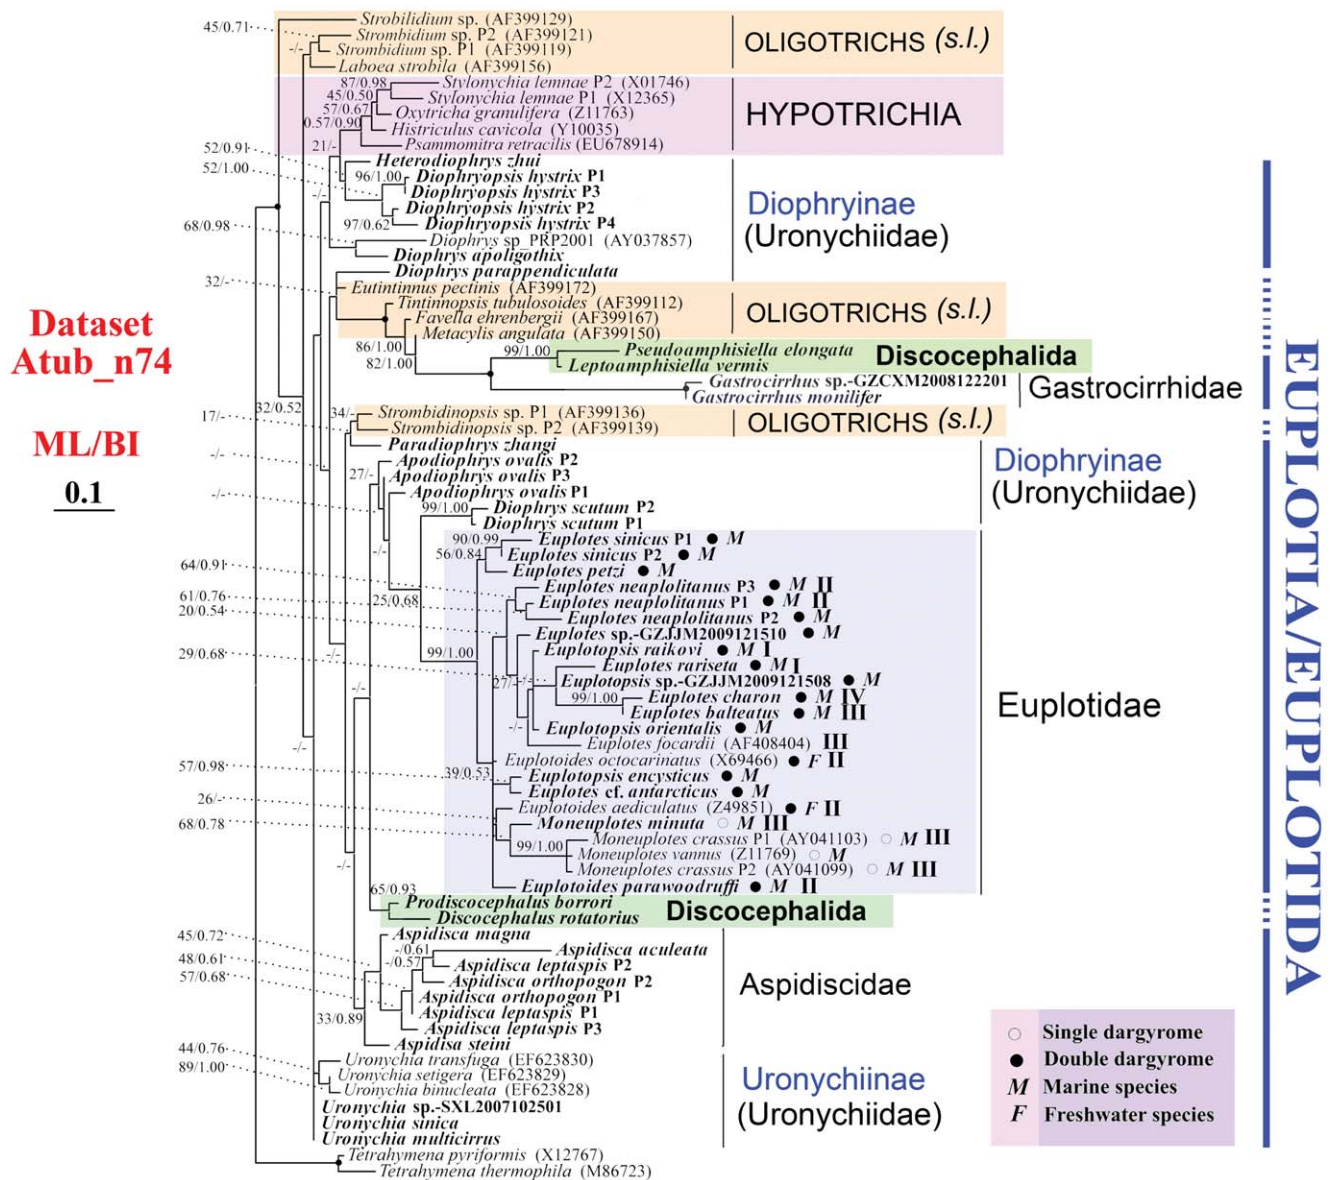 45/0.71
Strobilidium sp. (AF399129)
Strombidium sp. P2 (AF399121)
-/-
Strombidium sp. P1 (AF399119)
Laboea strobila (AF399156)
OLIGOTRICHS (s.l.)
87/0.98
Stylonychia lemnae P2 (X01746)
45/0.50
Stylonychia lemnae P1 (X12365)
57/0.67
Oxytricha granulifera (Z11763)
0.57/0.90
Histriculus cavicola (Y10035)
21/-
Psammomitra retracilis (EU678914)
HYPOTRICHIA
52/0.91
52/1.00
Heterodiophrys zhui
96/1.00
Diophryopsis hystrix P1
Diophryopsis hystrix P3
-/-
Diophryopsis hystrix P2
68/0.98
97/0.62
Diophryopsis hystrix P4
Diophrys sp_PRP2001 (AY037857)
Diophrys apoligothix
Diophrys parappendiculata
Diophryinae
(Uronychiidae)
32/-
Eutintinnus pectinis (AF399172)
Tintinnopsis tubulosoides (AF399112)
Favella ehrenbergii (AF399167)
Metacylis angulata (AF399150)
OLIGOTRICHS (s.l.)
Dataset
Atub_n74
ML/BI
0.1
86/1.00
82/1.00
99/1.00
Pseudoamphisiella elongata
Leptoamphisiella vermis
Discocephalida
Gastrocirrhus sp.-GZCXM2008122201
Gastrocirrhus monilifer
Gastrocirrhidae
32/0.52
17/-
34/-
Strombidinopsis sp. P1 (AF399136)
Strombidinopsis sp. P2 (AF399139)
OLIGOTRICHS (s.l.)
-/-
Paradiophrys zhangi
27/-
Apodiophrys ovalis P2
Apodiophrys ovalis P3
-/-
Apodiophrys ovalis P1
99/1.00
Diophrys scutum P2
Diophrys scutum P1
Diophryinae
(Uronychiidae)
-/-
90/0.99
Euplotes sinicus P1 ● M
56/0.84
Euplotes sinicus P2 ● M
64/0.91
Euplotes petzi ● M
Euplotes neaplolitanus P3 ● M II
61/0.76
25/0.68
Euplotes neaplolitanus P1 ● M II
20/0.54
Euplotes neaplolitanus P2 ● M
-/-
Euplotes sp.-GZJJM2009121510 ● M
29/0.68
99/1.00
Euplotopsis raikovi ● M I
Euplotes rariseta ● M I
27/-
-/-
Euplotopsis sp.-GZJJM2009121508 ● M
-/-
99/1.00
Euplotes charon ● M IV
Euplotes balteatus ● M III
-/-
Euplotopsis orientalis ● M
-/-
Euplotes focardii (AF408404) III
Euplotoides octocarinatus (X69466) ● F II
57/0.98
39/0.53
Euplotopsis encysticus ● M
Euplotes cf. antarcticus ● M
26/-
Euplotoides aediculatus (Z49851) ● F II
68/0.78
Moneuplotes minuta ○ M III
-/-
99/1.00
Moneuplotes crassus P1 (AY041103) ○ M III
Moneuplotes vannus (Z11769) ○ M
Moneuplotes crassus P2 (AY041099) ○ M III
Euplotoides parawoodruffi ● M II
Euplotidae
65/0.93
Prodiscocephalus borrori
Discocephalus rotatorius
Discocephalida
45/0.72
Aspidisca magna
-/0.61
Aspidisca aculeata
48/0.61
-/0.57
Aspidisca leptaspis P2
57/0.68
Aspidisca orthopogon P2
Aspidisca orthopogon P1
Aspidisca leptaspis P1
33/0.89
Aspidisca leptaspis P3
Aspidisa steini
Aspidiscidae
44/0.76
89/1.00
Uronychia transfuga (EF623830)
Uronychia setigera (EF623829)
Uronychia binucleata (EF623828)
Uronychia sp.-SXL2007102501
Uronychia sinica
Uronychia multicirrus
Uronychiinae
(Uronychiidae)
Tetrahymena pyriformis (X12767)
Tetrahymena thermophila (M86723)
○ Single dargyrome
● Double dargyrome
M Marine species
F Freshwater species
EUPLOTIA/EUPLOTIDA